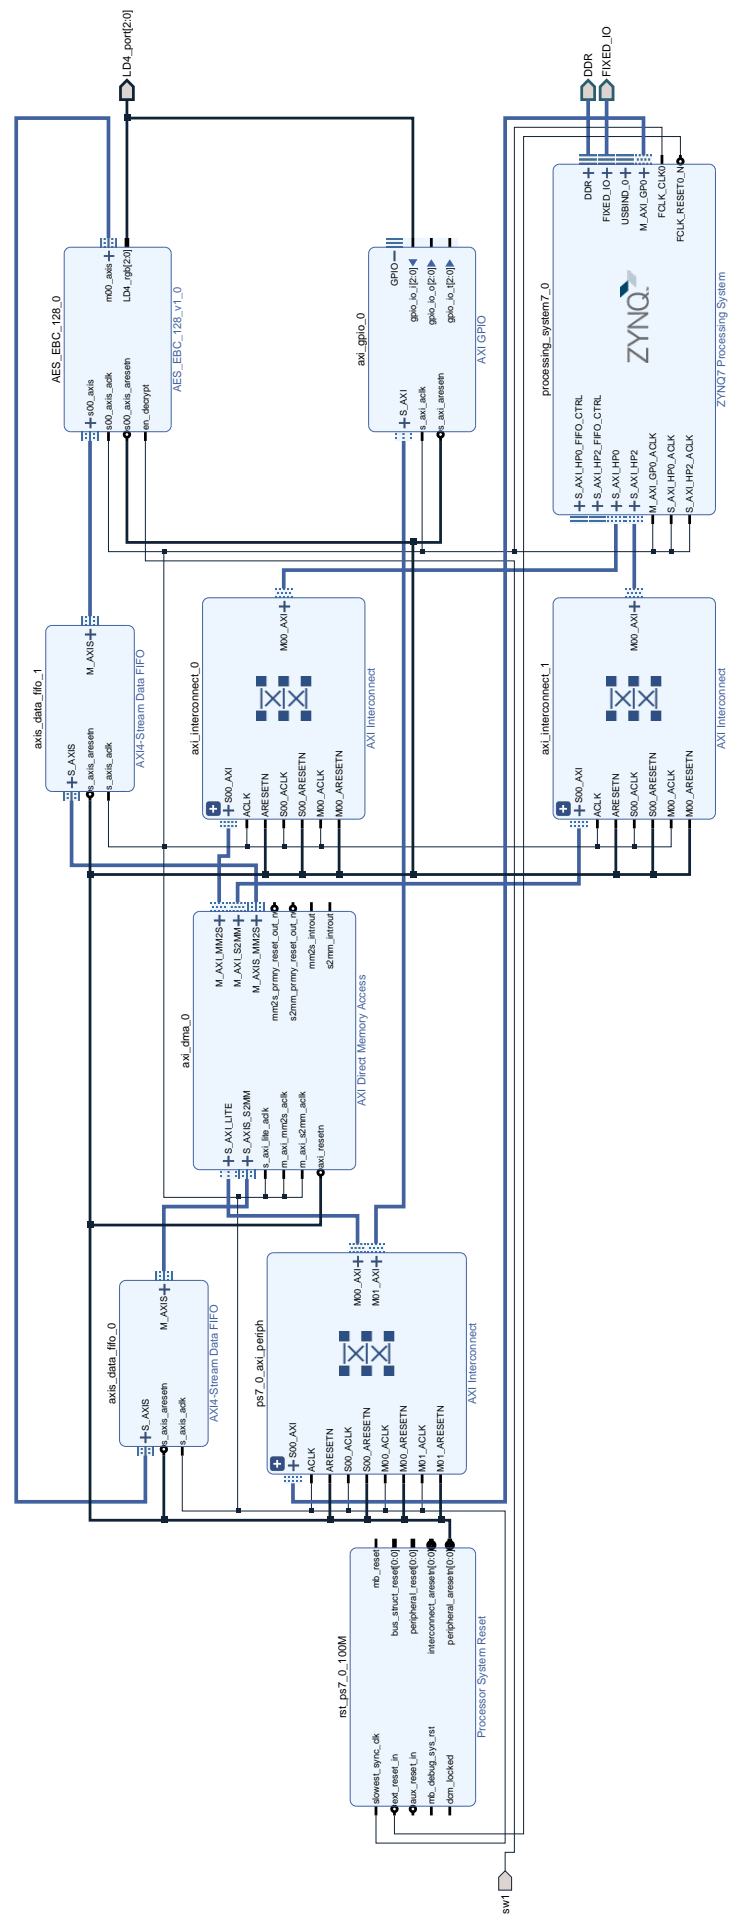 sw1
rst_ps7_0_100M
slowest_sync_clk
ext_reset_in
aux_reset_in
mb_debug_sys_rst
dcm_locked
mb_reset
bus_struct_reset[0:0]
peripheral_reset[0:0]
interconnect_aresetn[0:0]
peripheral_aresetn[0:0]
Processor System Reset
axis_data_fifo_0
S_AXIS
s_axis_aresetn
s_axis_aclk
M_AXIS
AXI4-Stream Data FIFO
ps7_0_axi_periph
S00_AXI
ACLK
ARESETN
S00_ACLK
S00_ARESETN
M00_ACLK
M00_ARESETN
M01_ACLK
M01_ARESETN
M00_AXI
M01_AXI
AXI Interconnect
axi_dma_0
S_AXI_LITE
S_AXIS_S2MM
s_axi_lite_aclk
m_axi_mm2s_aclk
m_axi_s2mm_aclk
axi_resetn
M_AXI_MM2S
M_AXI_S2MM
M_AXIS_MM2S
mm2s_prmry_reset_out_n
s2mm_prmry_reset_out_n
mm2s_introut
s2mm_introut
AXI Direct Memory Access
axis_data_fifo_1
S_AXIS
s_axis_aresetn
s_axis_aclk
M_AXIS
AXI4-Stream Data FIFO
axi_interconnect_0
S00_AXI
ACLK
ARESETN
S00_ACLK
S00_ARESETN
M00_ACLK
M00_ARESETN
M00_AXI
AXI Interconnect
axi_interconnect_1
S00_AXI
ACLK
ARESETN
S00_ACLK
S00_ARESETN
M00_ACLK
M00_ARESETN
M00_AXI
AXI Interconnect
AES_EBC_128_0
s00_axis
s00_axis_aclk
s00_axis_aresetn
en_decrypt
m00_axis
LD4_rgb[2:0]
AES_EBC_128_v1_0
axi_gpio_0
S_AXI
s_axi_aclk
s_axi_aresetn
GPIO
gpio_io_i[2:0]
gpio_io_o[2:0]
gpio_io_t[2:0]
AXI GPIO
processing_system7_0
S_AXI_HP0_FIFO_CTRL
S_AXI_HP2_FIFO_CTRL
S_AXI_HP0
S_AXI_HP2
M_AXI_GP0_ACLK
S_AXI_HP0_ACLK
S_AXI_HP2_ACLK
ZYNQ
DDR
FIXED_IO
USBIND_0
M_AXI_GP0
FCLK_CLK0
FCLK_RESET0_N
ZYNQ7 Processing System
LD4_port[2:0]
DDR
FIXED_IO